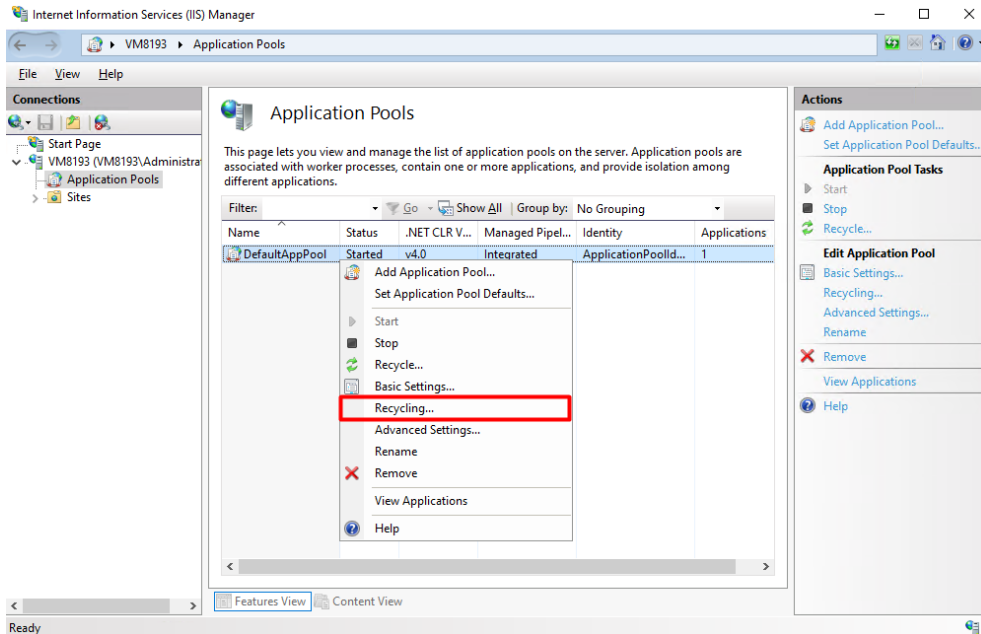 Internet Information Services (IIS) Manager
VM8193 Application Pools
File View Help
Connections
Start Page
VM8193 (VM8193\Administra
Application Pools
Sites
Application Pools
This page lets you view and manage the list of application pools on the server. Application pools are
associated with worker processes, contain one or more applications, and provide isolation among
different applications.
Filter: Go Show All Group by: No Grouping
Name Status .NET CLR V... Managed Pipel... Identity Applications
DefaultAppPool Started v4.0 Integrated ApplicationPoolId... 1
Add Application Pool...
Set Application Pool Defaults...
Start
Stop
Recycle...
Basic Settings...
Recycling...
Advanced Settings...
Rename
Remove
View Applications
Help
Features View Content View
Actions
Add Application Pool...
Set Application Pool Defaults...
Application Pool Tasks
Start
Stop
Recycle...
Edit Application Pool
Basic Settings...
Recycling...
Advanced Settings...
Rename
Remove
View Applications
Help
Ready